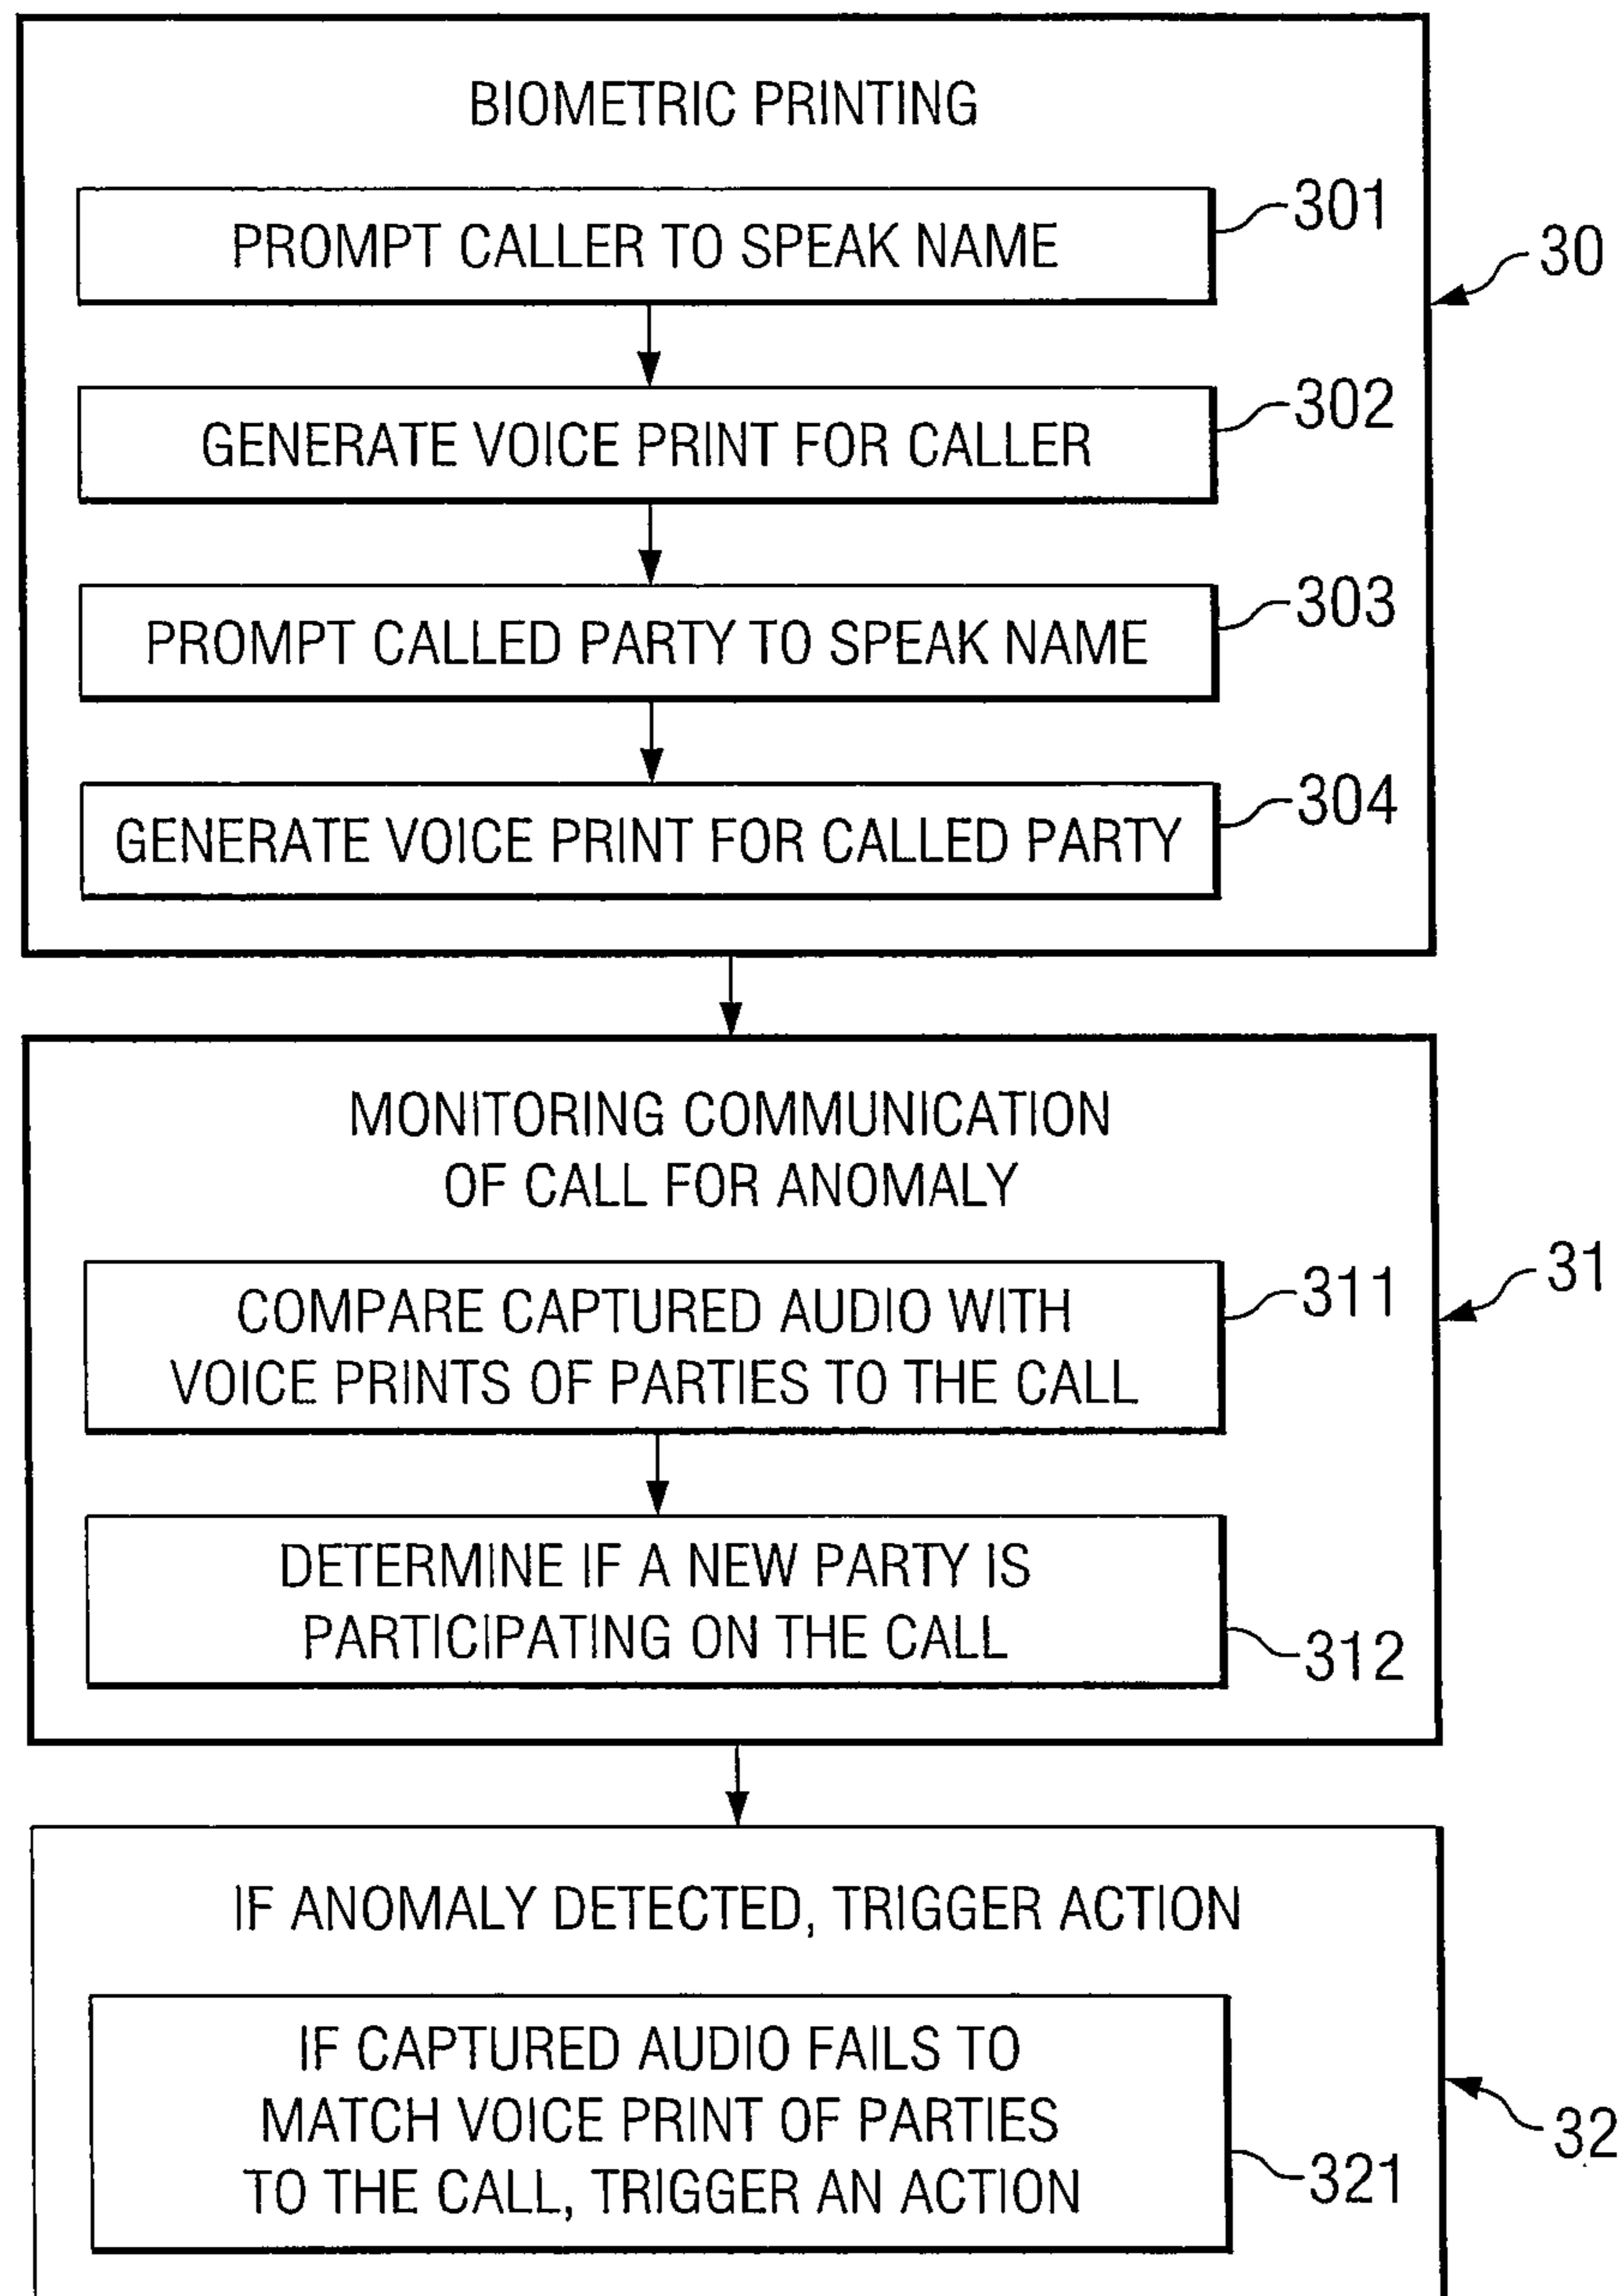 BIOMETRIC PRINTING
PROMPT CALLER TO SPEAK NAME
301
30
GENERATE VOICE PRINT FOR CALLER
302
PROMPT CALLED PARTY TO SPEAK NAME
303
GENERATE VOICE PRINT FOR CALLED PARTY
304
MONITORING COMMUNICATION
OF CALL FOR ANOMALY
31
COMPARE CAPTURED AUDIO WITH
VOICE PRINTS OF PARTIES TO THE CALL
311
DETERMINE IF A NEW PARTY IS
PARTICIPATING ON THE CALL
312
IF ANOMALY DETECTED, TRIGGER ACTION
IF CAPTURED AUDIO FAILS TO
MATCH VOICE PRINT OF PARTIES
TO THE CALL, TRIGGER AN ACTION
32
321